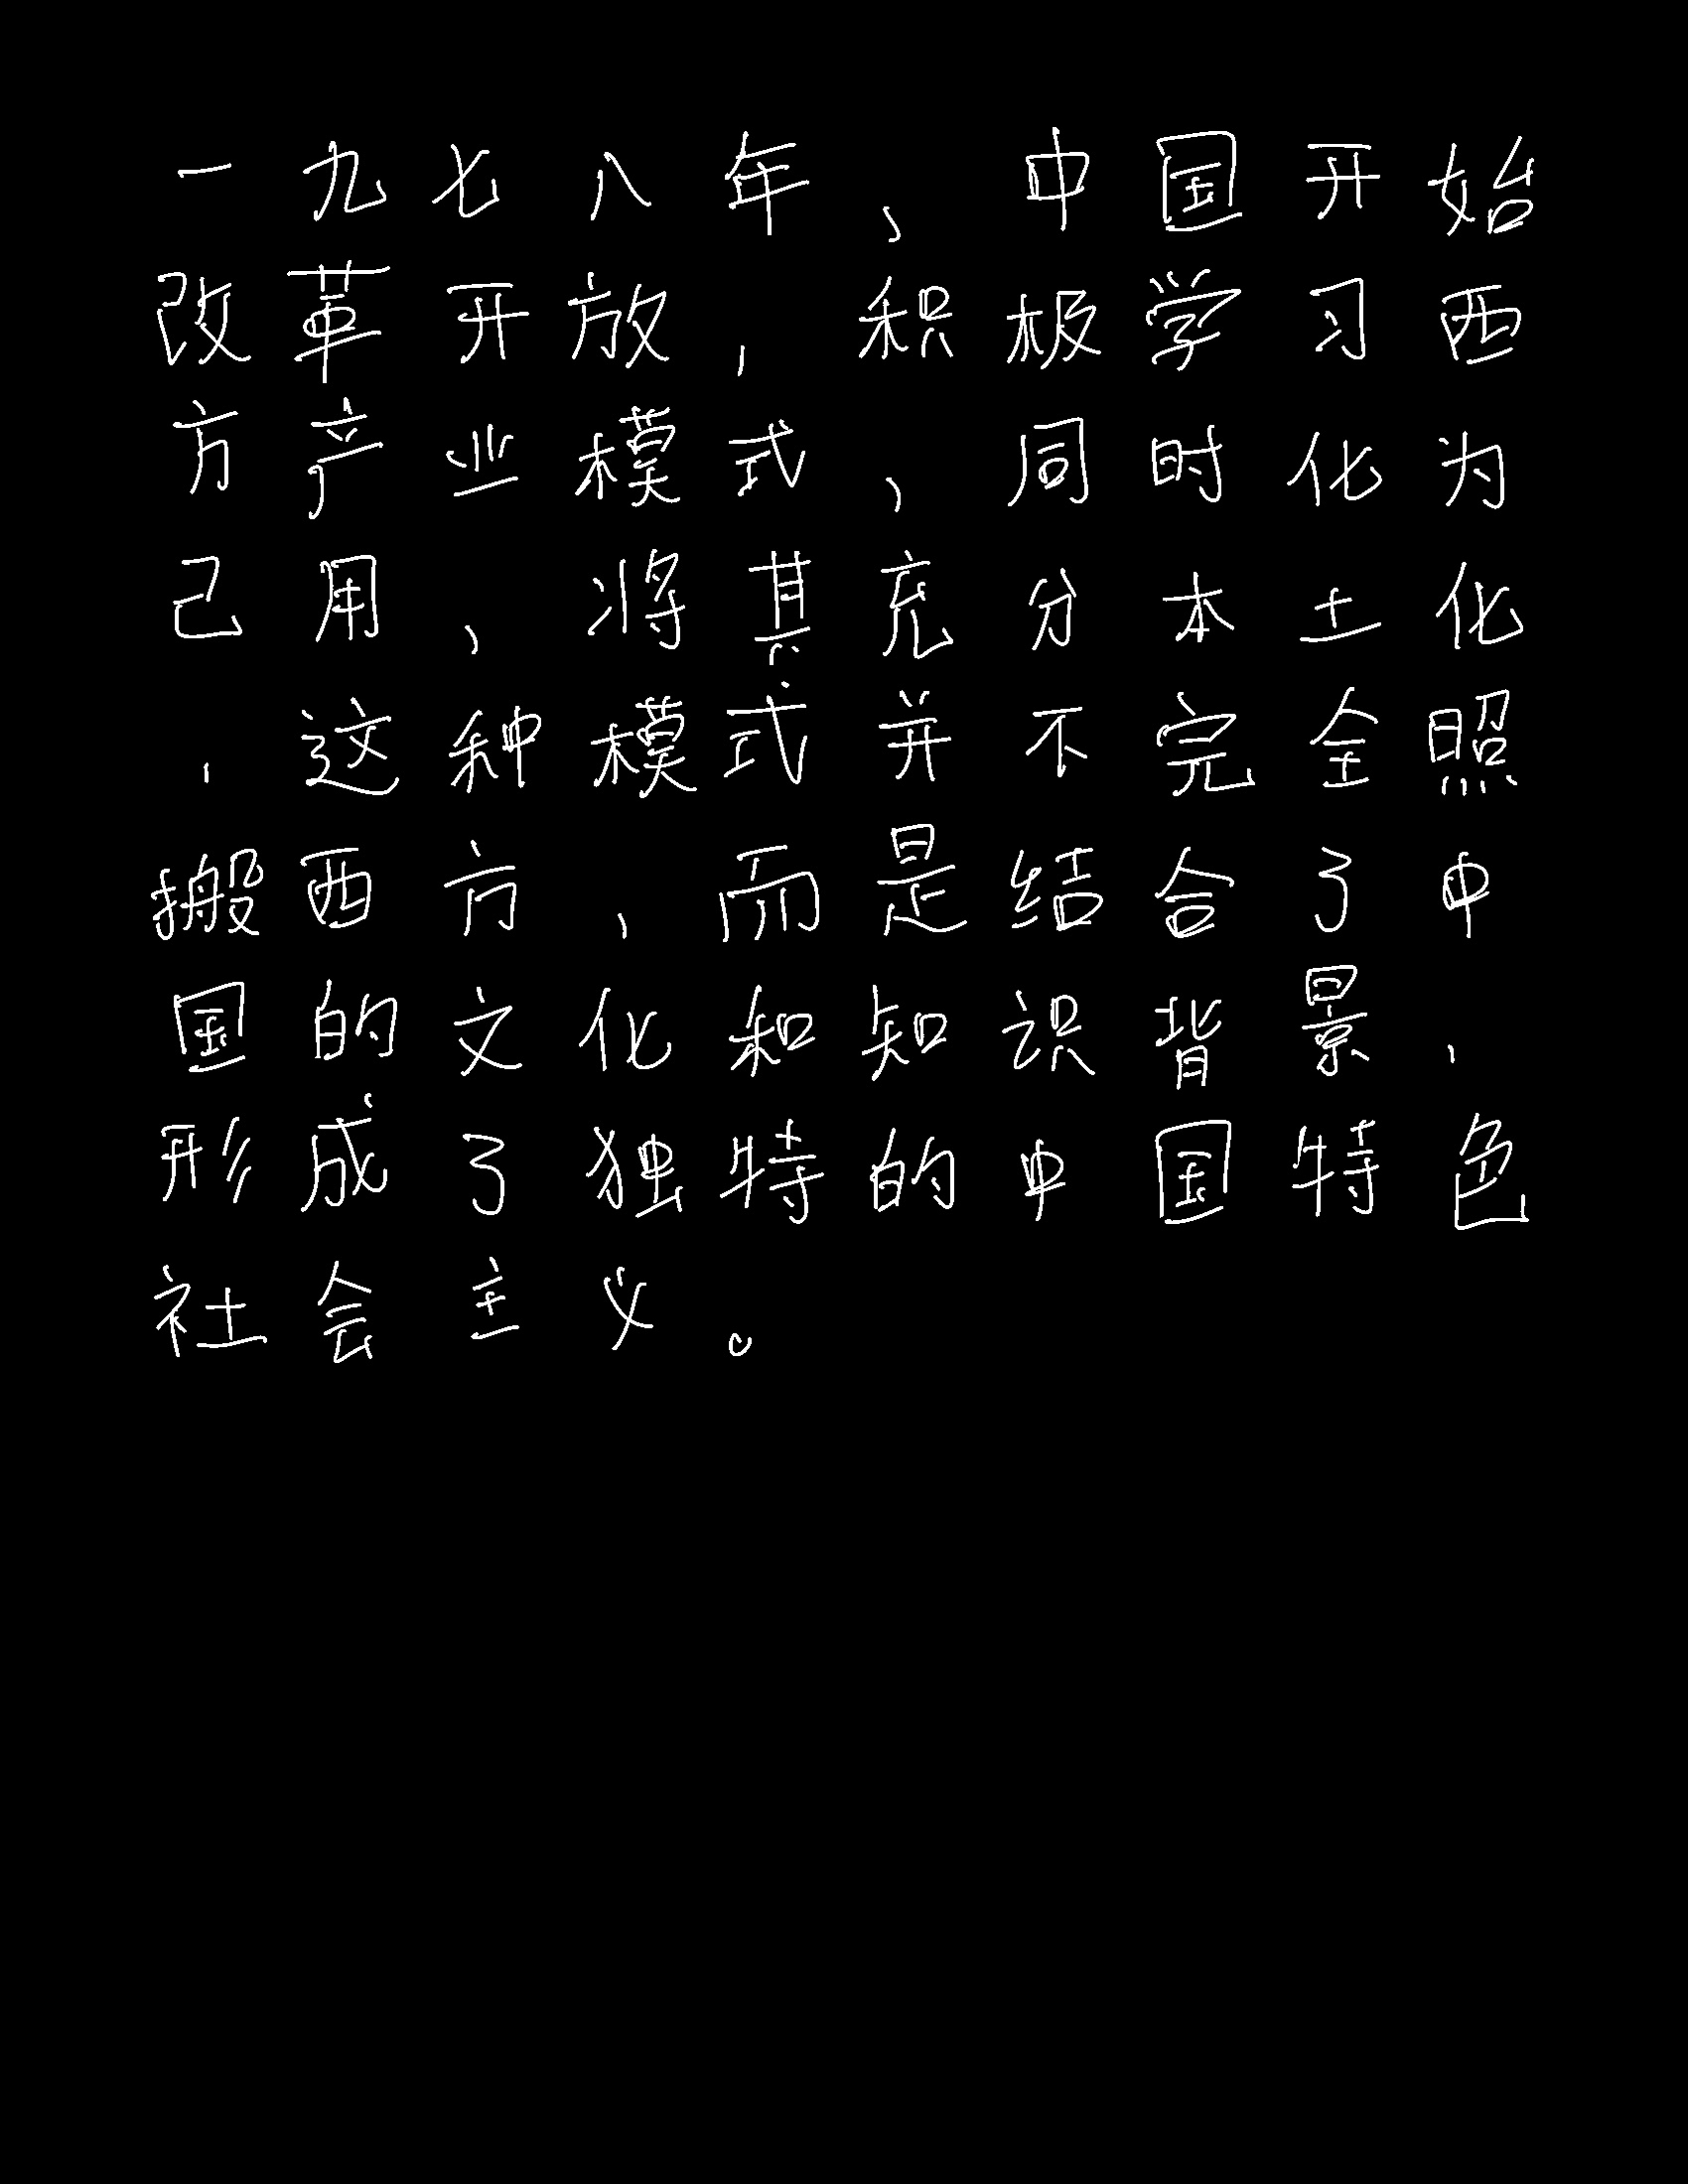 一九七八年，中国开始
改革开放，积极学习西
方产业模式，同时化为
己用，将其充分本土化
，这种模式并不完全照
搬西方，而是结合了中
国的文化和知识背景，
形成了独特的中国特色
社会主义。